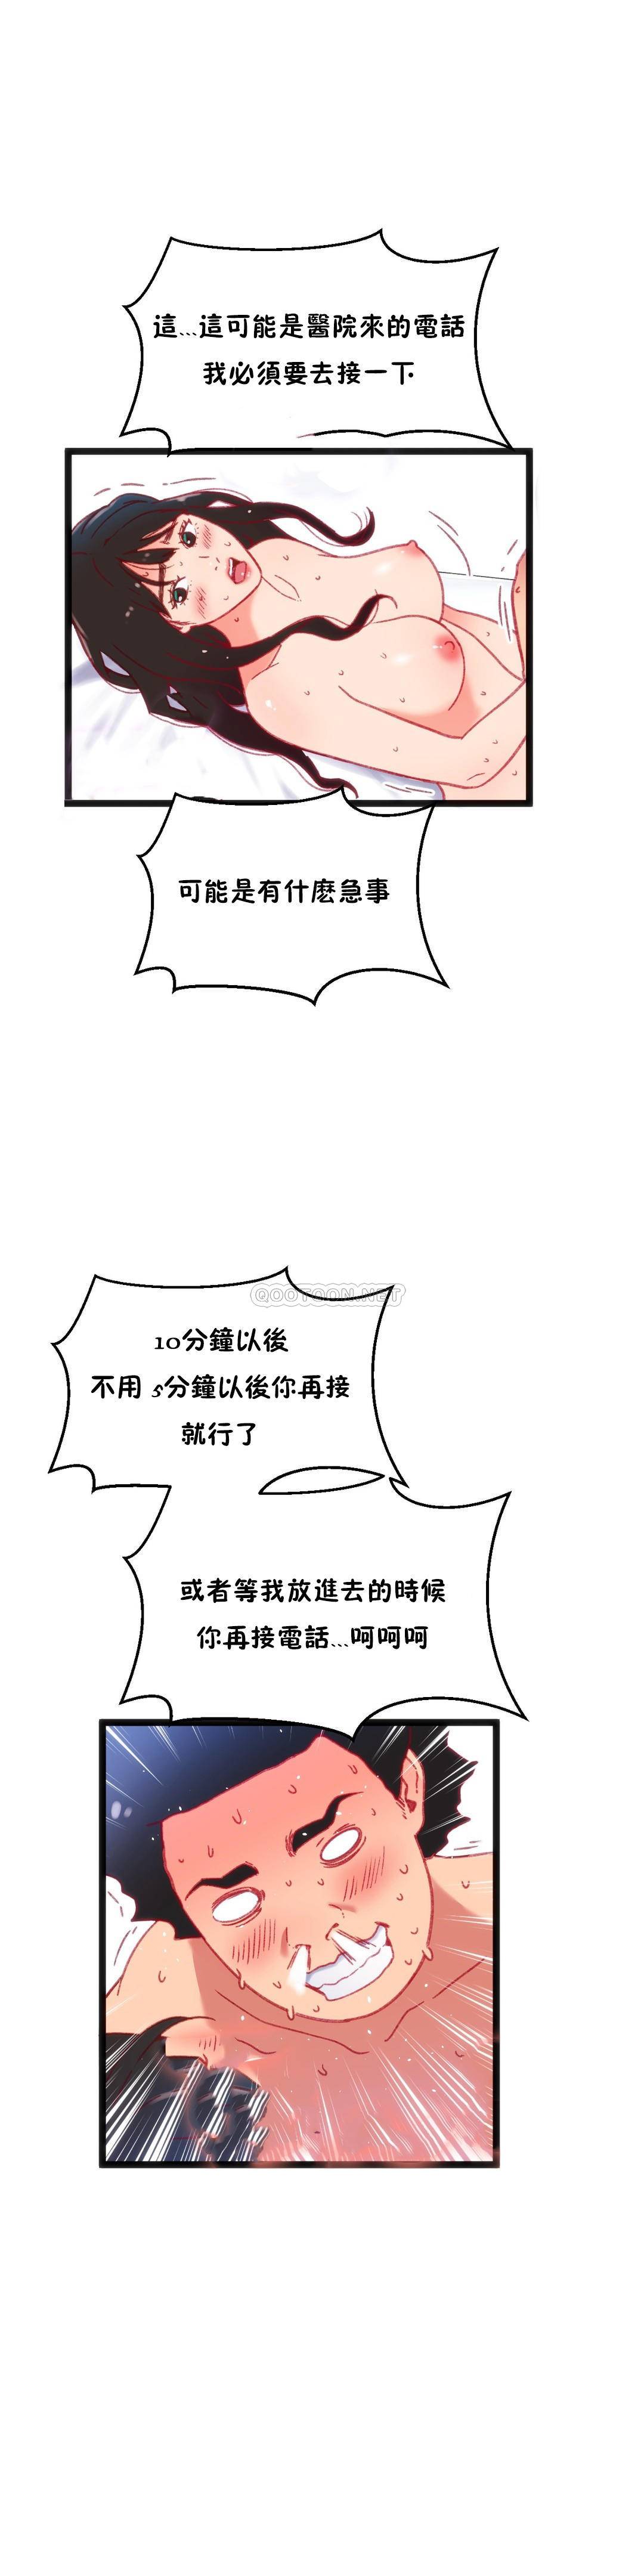 這...這可能是醫院來的電話
我必須要去接一下
可能是有什麽急事
QOOTOON.NET
10分鐘以後
不用 5分鐘以後你再接
就行了
或者等我放進去的時候
你再接電話...呵呵呵